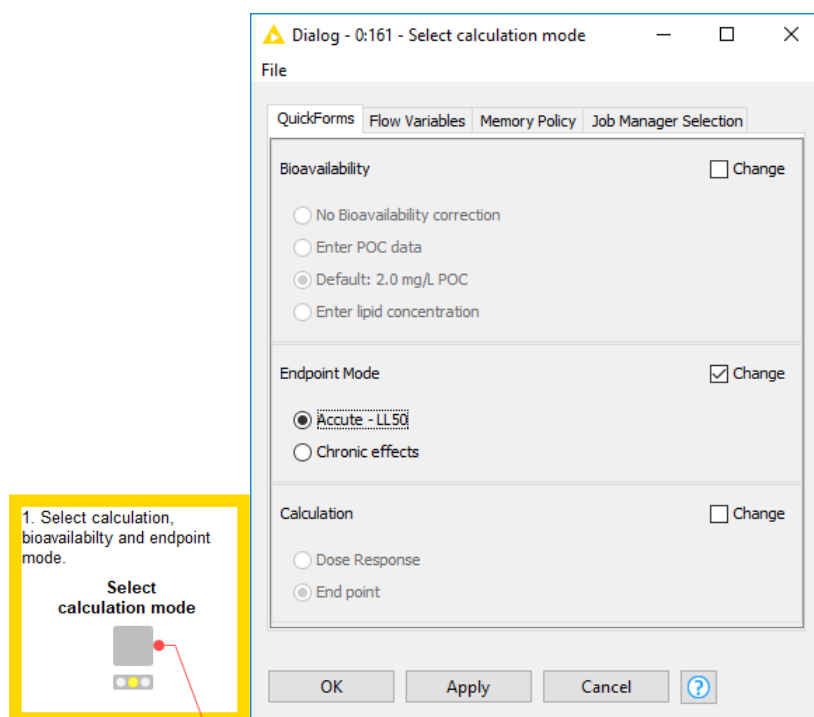 Dialog - 0:161 - Select calculation mode
File
QuickForms Flow Variables Memory Policy Job Manager Selection
Bioavailability Change
No Bioavailability correction
Enter POC data
Default: 2.0 mg/L POC
Enter lipid concentration
Endpoint Mode Change
Accute - LL50
Chronic effects
Calculation Change
Dose Response
End point
OK Apply Cancel ?
1. Select calculation,
bioavailabilty and endpoint
mode.
Select
calculation mode